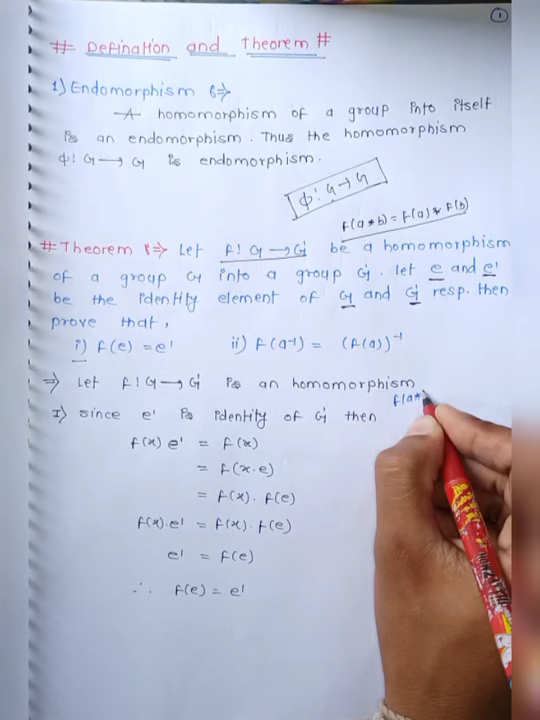 ①
# Defination and theorem #
1) Endomorphism :⇒
A homomorphism of a group into itself
is an endomorphism. Thus the homomorphism
ϕ: G → G is endomorphism.
ϕ: G → G
f(a * b) = f(a) * f(b)
# Theorem :⇒ Let f: G → G' be a homomorphism
of a group G into a group G'. let e and e'
be the identity element of G and G' resp. then
prove that,
i) f(e) = e' ii) f(a⁻¹) = (f(a))⁻¹
⇒ Let f: G → G' is an homomorphism
f(a*
I) since e' is identity of G' then
f(x) e' = f(x)
= f(x.e)
= f(x). f(e)
f(x).e' = f(x). f(e)
e' = f(e)
∴ f(e) = e'